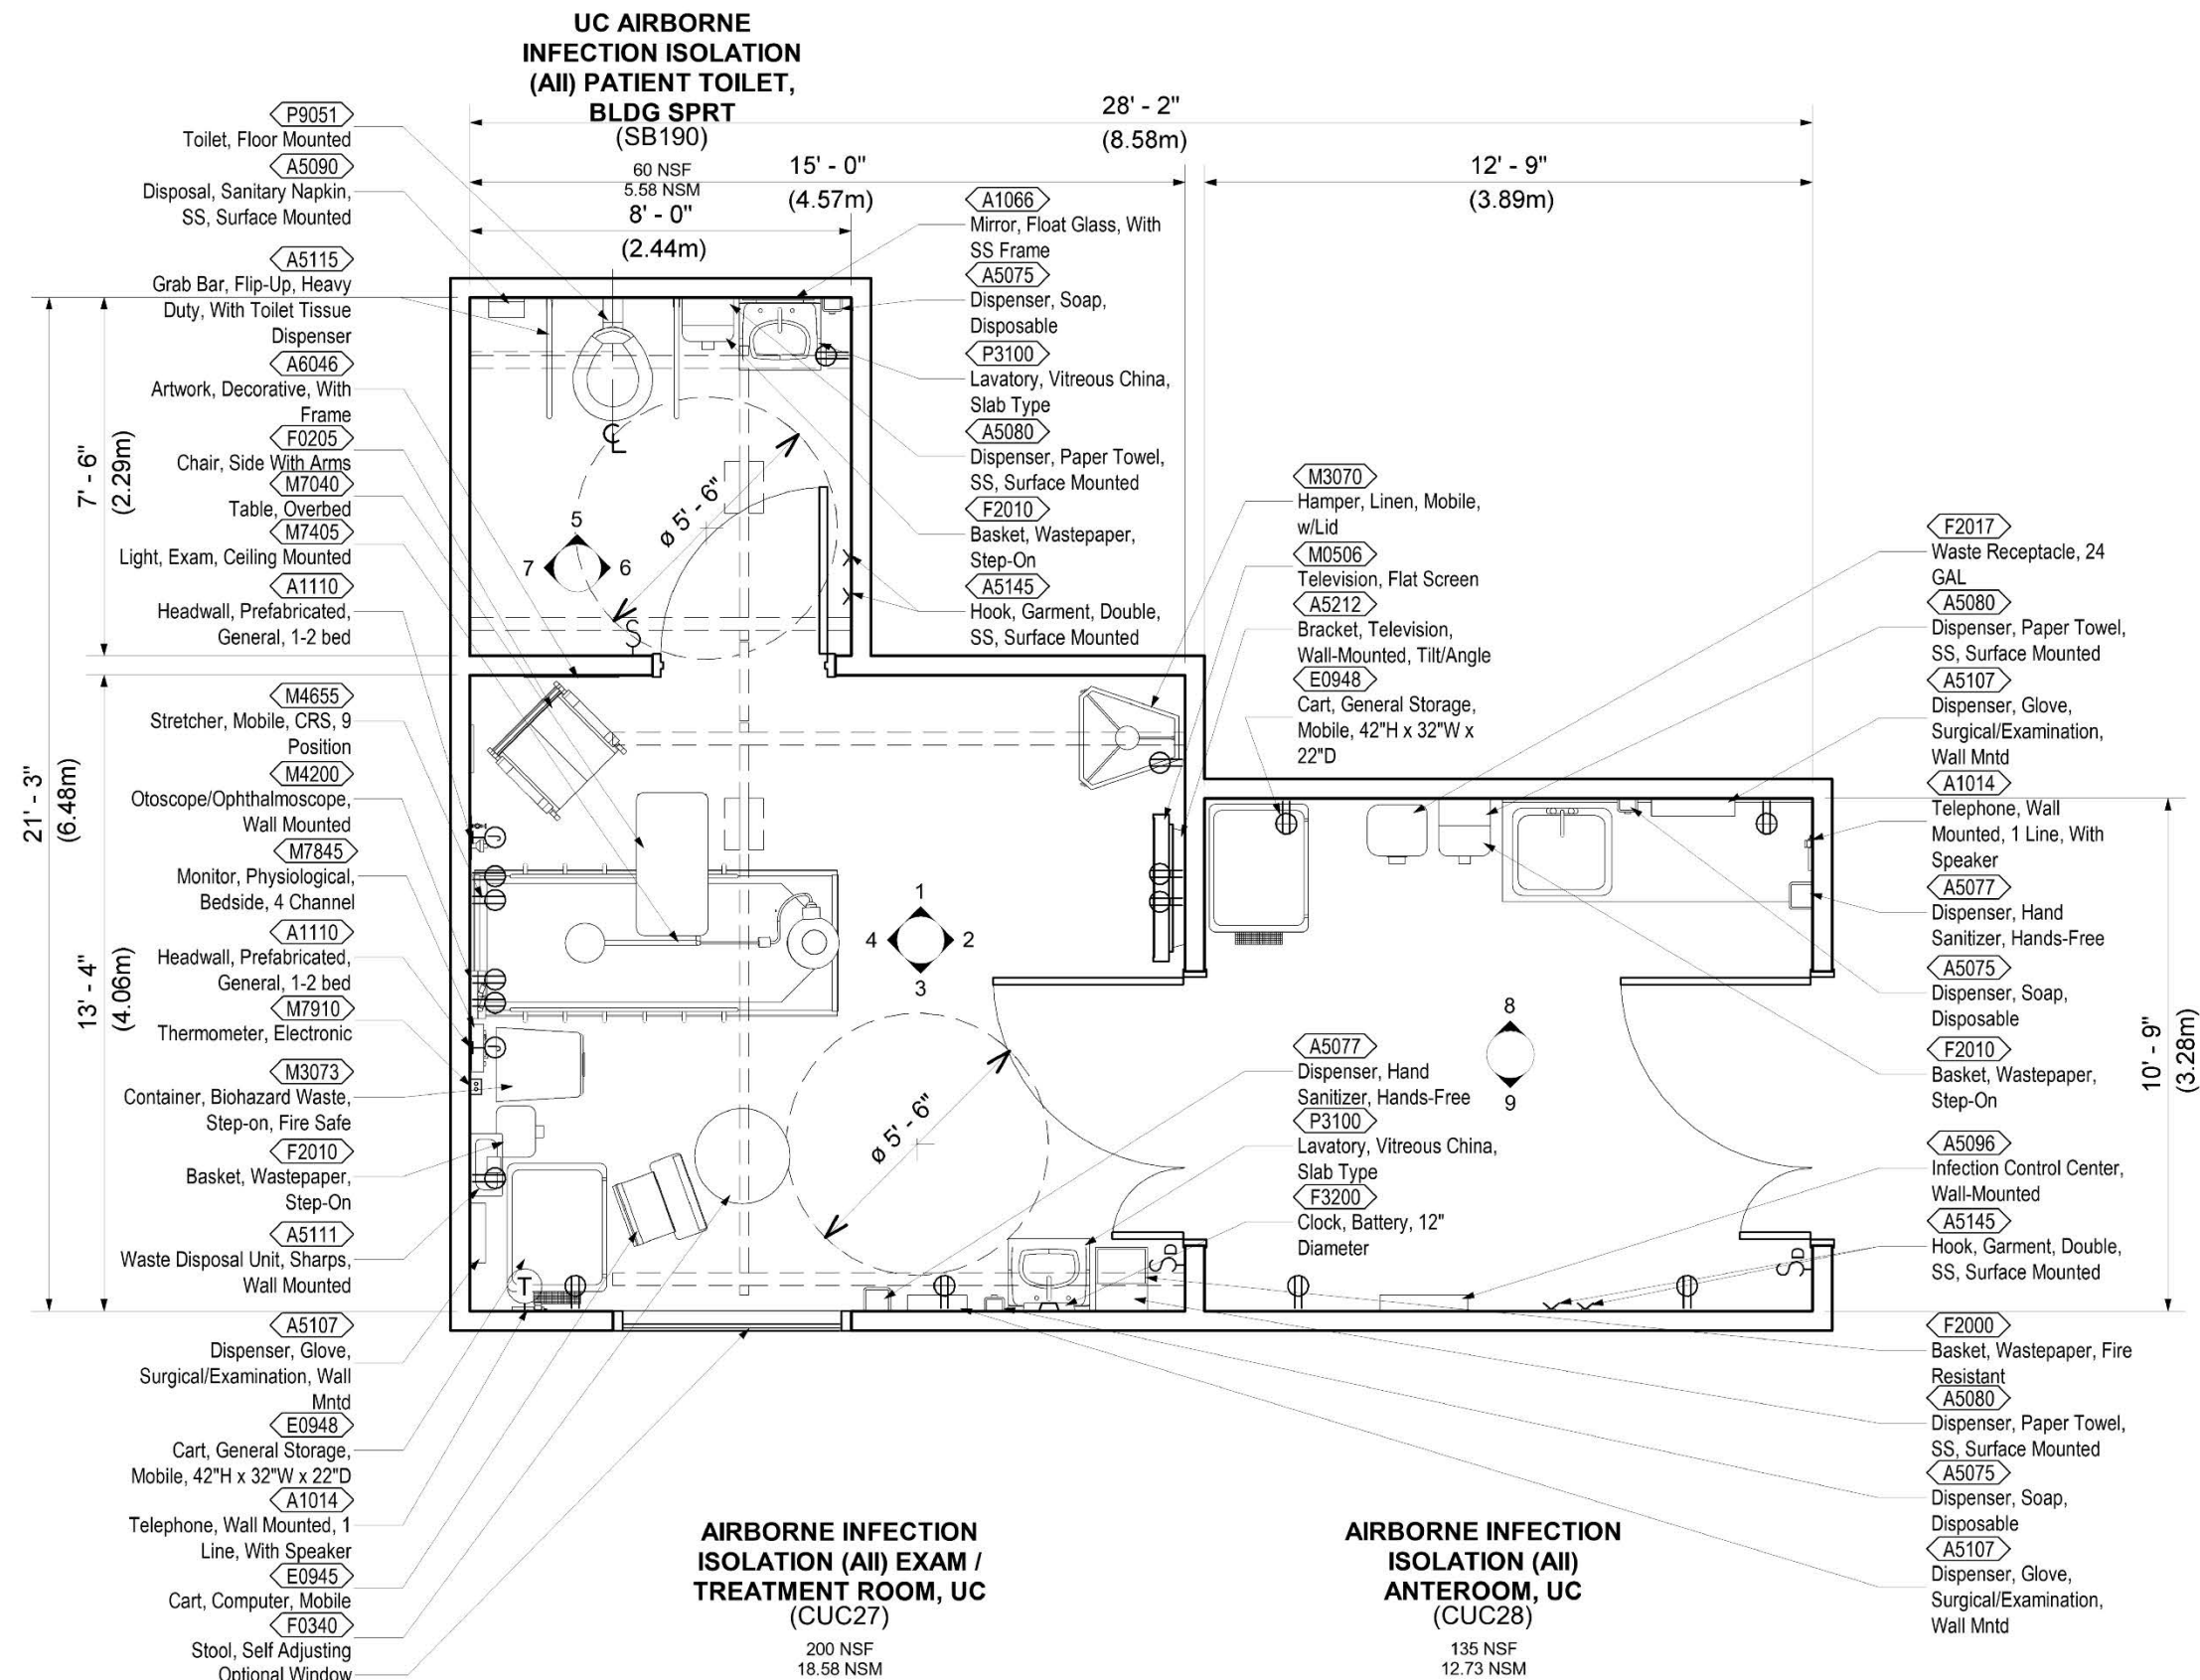 UC AIRBORNE
INFECTION ISOLATION
(AII) PATIENT TOILET,
BLDG SPRT
(SB190)
60 NSF
5.58 NSM
28' - 2"
(8.58m)
15' - 0"
(4.57m)
12' - 9"
(3.89m)
8' - 0"
(2.44m)
21' - 3"
(6.48m)
7' - 6"
(2.29m)
13' - 4"
(4.06m)
10' - 9"
(3.28m)
P9051
Toilet, Floor Mounted
A5090
Disposal, Sanitary Napkin,
SS, Surface Mounted
A5115
Grab Bar, Flip-Up, Heavy
Duty, With Toilet Tissue
Dispenser
A6046
Artwork, Decorative, With
Frame
F0205
Chair, Side With Arms
M7040
Table, Overbed
M7405
Light, Exam, Ceiling Mounted
A1110
Headwall, Prefabricated,
General, 1-2 bed
M4655
Stretcher, Mobile, CRS, 9
Position
M4200
Otoscope/Ophthalmoscope,
Wall Mounted
M7845
Monitor, Physiological,
Bedside, 4 Channel
A1110
Headwall, Prefabricated,
General, 1-2 bed
M7910
Thermometer, Electronic
M3073
Container, Biohazard Waste,
Step-on, Fire Safe
F2010
Basket, Wastepaper,
Step-On
A5111
Waste Disposal Unit, Sharps,
Wall Mounted
A5107
Dispenser, Glove,
Surgical/Examination, Wall
Mntd
E0948
Cart, General Storage,
Mobile, 42"H x 32"W x 22"D
A1014
Telephone, Wall Mounted, 1
Line, With Speaker
E0945
Cart, Computer, Mobile
F0340
Stool, Self Adjusting
Optional Window
A1066
Mirror, Float Glass, With
SS Frame
A5075
Dispenser, Soap,
Disposable
P3100
Lavatory, Vitreous China,
Slab Type
A5080
Dispenser, Paper Towel,
SS, Surface Mounted
F2010
Basket, Wastepaper,
Step-On
A5145
Hook, Garment, Double,
SS, Surface Mounted
℄
ø 5' - 6"
5
7
6
S
1
4
2
3
ø 5' - 6"
T
SD
8
9
SD
M3070
Hamper, Linen, Mobile,
w/Lid
M0506
Television, Flat Screen
A5212
Bracket, Television,
Wall-Mounted, Tilt/Angle
E0948
Cart, General Storage,
Mobile, 42"H x 32"W x
22"D
A5077
Dispenser, Hand
Sanitizer, Hands-Free
P3100
Lavatory, Vitreous China,
Slab Type
F3200
Clock, Battery, 12"
Diameter
F2017
Waste Receptacle, 24
GAL
A5080
Dispenser, Paper Towel,
SS, Surface Mounted
A5107
Dispenser, Glove,
Surgical/Examination,
Wall Mntd
A1014
Telephone, Wall
Mounted, 1 Line, With
Speaker
A5077
Dispenser, Hand
Sanitizer, Hands-Free
A5075
Dispenser, Soap,
Disposable
F2010
Basket, Wastepaper,
Step-On
A5096
Infection Control Center,
Wall-Mounted
A5145
Hook, Garment, Double,
SS, Surface Mounted
F2000
Basket, Wastepaper, Fire
Resistant
A5080
Dispenser, Paper Towel,
SS, Surface Mounted
A5075
Dispenser, Soap,
Disposable
A5107
Dispenser, Glove,
Surgical/Examination,
Wall Mntd
AIRBORNE INFECTION
ISOLATION (AII) EXAM /
TREATMENT ROOM, UC
(CUC27)
200 NSF
18.58 NSM
AIRBORNE INFECTION
ISOLATION (AII)
ANTEROOM, UC
(CUC28)
135 NSF
12.73 NSM